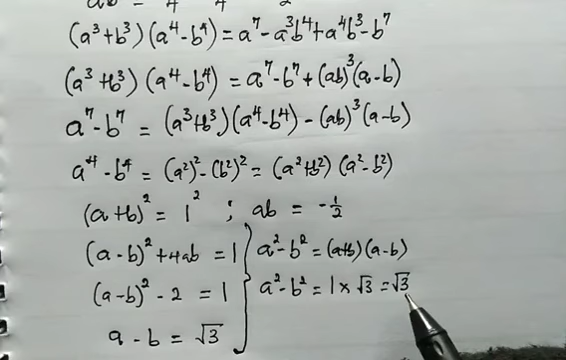 (a³+b³)(a⁴-b⁴) = a⁷-a³b⁴+a⁴b³-b⁷
(a³+b³)(a⁴-b⁴) = a⁷-b⁷+(ab)³(a-b)
a⁷-b⁷ = (a³+b³)(a⁴-b⁴) - (ab)³(a-b)
a⁴-b⁴ = (a²)²-(b²)² = (a²+b²)(a²-b²)
(a+b)² = 1² ; ab = -1/2
(a-b)²+4ab = 1 } a²-b² = (a+b)(a-b)
(a-b)²-2 = 1 a²-b² = 1×√3 = √3
a-b = √3